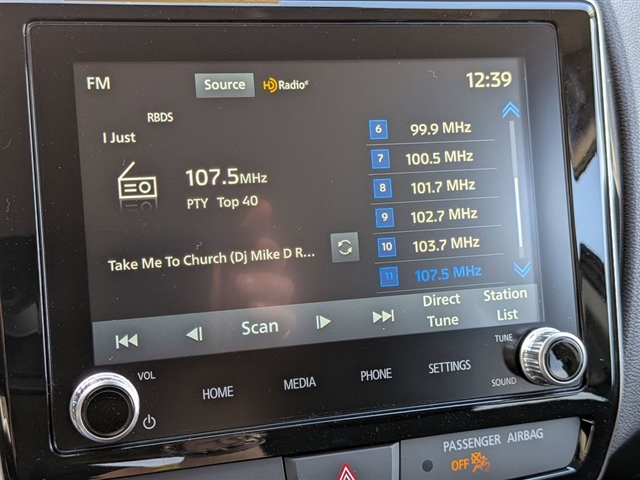 FM
Source
HD Radio
12:39
RBDS
I Just
107.5 MHz
PTY Top 40
Take Me To Church (Dj Mike D R...
6 99.9 MHz
7 100.5 MHz
8 101.7 MHz
9 102.7 MHz
10 103.7 MHz
11 107.5 MHz
Scan
Direct
Tune
Station
List
VOL
HOME
MEDIA
PHONE
SETTINGS
TUNE
SOUND
PASSENGER AIRBAG
OFF